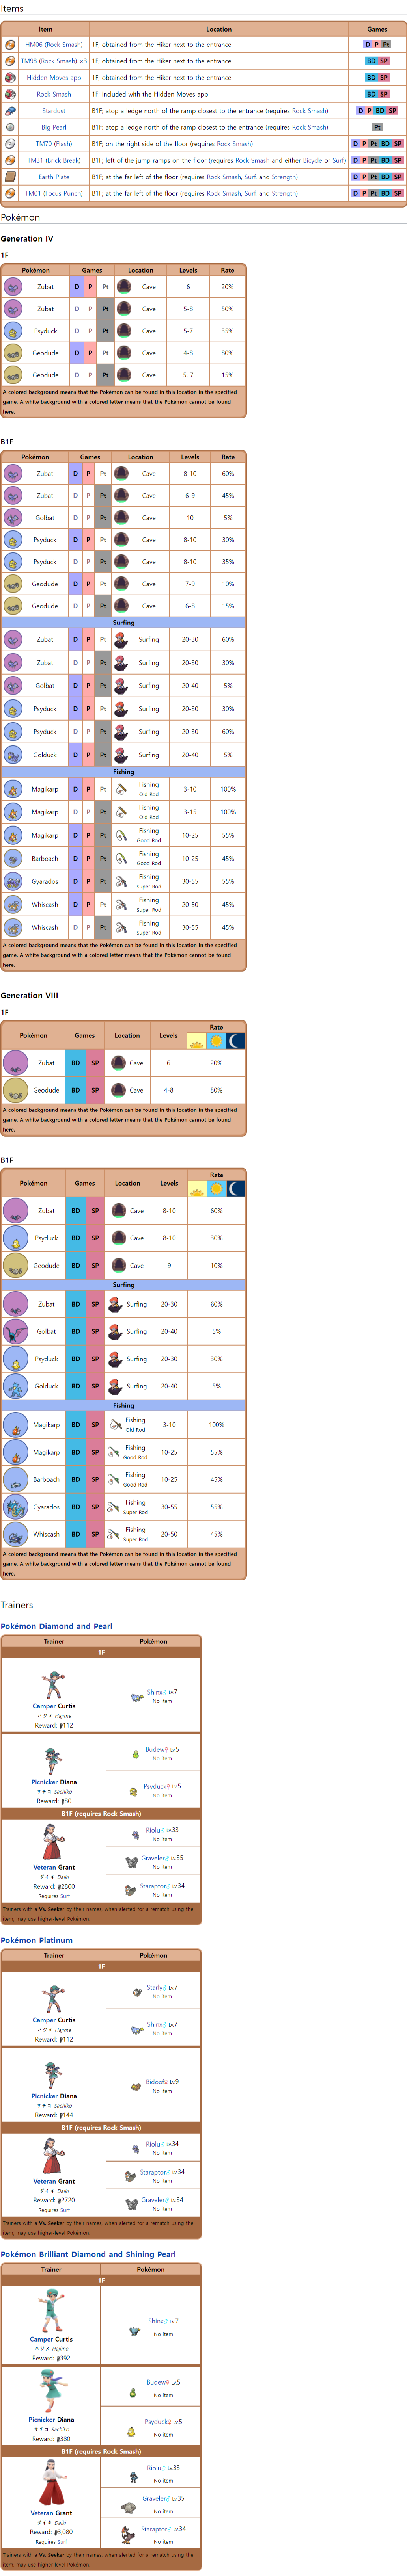 Items
Item Location Games
HM06 (Rock Smash) 1F; obtained from the Hiker next to the entrance D P Pt
TM98 (Rock Smash) ×3 1F; obtained from the Hiker next to the entrance BD SP
Hidden Moves app 1F; obtained from the Hiker next to the entrance BD SP
Rock Smash 1F; included with the Hidden Moves app BD SP
Stardust B1F; atop a ledge north of the ramp closest to the entrance (requires Rock Smash) D P BD SP
Big Pearl B1F; atop a ledge north of the ramp closest to the entrance (requires Rock Smash) Pt
TM70 (Flash) B1F; on the right side of the floor (requires Rock Smash) D P Pt BD SP
TM31 (Brick Break) B1F; left of the jump ramps on the floor (requires Rock Smash and either Bicycle or Surf) D P Pt BD SP
Earth Plate B1F; at the far left of the floor (requires Rock Smash, Surf, and Strength) D P Pt BD SP
TM01 (Focus Punch) B1F; at the far left of the floor (requires Rock Smash, Surf, and Strength) D P Pt BD SP
Pokémon
Generation IV
1F
Pokémon Games Location Levels Rate
Zubat D P Pt Cave 6 20%
Zubat D P Pt Cave 5-8 50%
Psyduck D P Pt Cave 5-7 35%
Geodude D P Pt Cave 4-8 80%
Geodude D P Pt Cave 5, 7 15%
A colored background means that the Pokémon can be found in this location in the specified
game. A white background with a colored letter means that the Pokémon cannot be found
here.
B1F
Pokémon Games Location Levels Rate
Zubat D P Pt Cave 8-10 60%
Zubat D P Pt Cave 6-9 45%
Golbat D P Pt Cave 10 5%
Psyduck D P Pt Cave 8-10 30%
Psyduck D P Pt Cave 8-10 35%
Geodude D P Pt Cave 7-9 10%
Geodude D P Pt Cave 6-8 15%
Surfing
Zubat D P Pt Surfing 20-30 60%
Zubat D P Pt Surfing 20-30 30%
Golbat D P Pt Surfing 20-40 5%
Psyduck D P Pt Surfing 20-30 30%
Psyduck D P Pt Surfing 20-30 60%
Golduck D P Pt Surfing 20-40 5%
Fishing
Magikarp D P Pt Fishing Old Rod 3-10 100%
Magikarp D P Pt Fishing Old Rod 3-15 100%
Magikarp D P Pt Fishing Good Rod 10-25 55%
Barboach D P Pt Fishing Good Rod 10-25 45%
Gyarados D P Pt Fishing Super Rod 30-55 55%
Whiscash D P Pt Fishing Super Rod 20-50 45%
Whiscash D P Pt Fishing Super Rod 30-55 45%
A colored background means that the Pokémon can be found in this location in the specified
game. A white background with a colored letter means that the Pokémon cannot be found
here.
Generation VIII
1F
Pokémon Games Location Levels Rate
Zubat BD SP Cave 6 20%
Geodude BD SP Cave 4-8 80%
A colored background means that the Pokémon can be found in this location in the specified
game. A white background with a colored letter means that the Pokémon cannot be found
here.
B1F
Pokémon Games Location Levels Rate
Zubat BD SP Cave 8-10 60%
Psyduck BD SP Cave 8-10 30%
Geodude BD SP Cave 9 10%
Surfing
Zubat BD SP Surfing 20-30 60%
Golbat BD SP Surfing 20-40 5%
Psyduck BD SP Surfing 20-30 30%
Golduck BD SP Surfing 20-40 5%
Fishing
Magikarp BD SP Fishing Old Rod 3-10 100%
Magikarp BD SP Fishing Good Rod 10-25 55%
Barboach BD SP Fishing Good Rod 10-25 45%
Gyarados BD SP Fishing Super Rod 30-55 55%
Whiscash BD SP Fishing Super Rod 20-50 45%
A colored background means that the Pokémon can be found in this location in the specified
game. A white background with a colored letter means that the Pokémon cannot be found
here.
Trainers
Pokémon Diamond and Pearl
Trainer Pokémon
1F
Shinx♂ Lv.7
No item
Camper Curtis
ハジメ Hajime
Reward: 112
Budew♀ Lv.5
No item
Picnicker Diana
サチコ Sachiko
Psyduck♀ Lv.5
No item
Reward: 80
B1F (requires Rock Smash)
Riolu♂ Lv.33
No item
Graveler♂ Lv.35
No item
Veteran Grant
ダイキ Daiki
Reward: 2800
Requires Surf
Staraptor♂ Lv.34
No item
Trainers with a Vs. Seeker by their names, when alerted for a rematch using the
item, may use higher-level Pokémon.
Pokémon Platinum
Trainer Pokémon
1F
Starly♂ Lv.7
No item
Camper Curtis
ハジメ Hajime
Reward: 112
Shinx♂ Lv.7
No item
Bidoof♀ Lv.9
No item
Picnicker Diana
サチコ Sachiko
Reward: 144
B1F (requires Rock Smash)
Riolu♂ Lv.34
No item
Staraptor♂ Lv.34
No item
Veteran Grant
ダイキ Daiki
Reward: 2720
Requires Surf
Graveler♂ Lv.34
No item
Trainers with a Vs. Seeker by their names, when alerted for a rematch using the
item, may use higher-level Pokémon.
Pokémon Brilliant Diamond and Shining Pearl
Trainer Pokémon
1F
Shinx♂ Lv.7
No item
Camper Curtis
ハジメ Hajime
Reward: 392
Budew♀ Lv.5
No item
Psyduck♀ Lv.5
No item
Picnicker Diana
サチコ Sachiko
Reward: 380
B1F (requires Rock Smash)
Riolu♂ Lv.33
No item
Graveler♂ Lv.35
No item
Veteran Grant
ダイキ Daiki
Reward: 3,080
Requires Surf
Staraptor♂ Lv.34
No item
Trainers with a Vs. Seeker by their names, when alerted for a rematch using the
item, may use higher-level Pokémon.